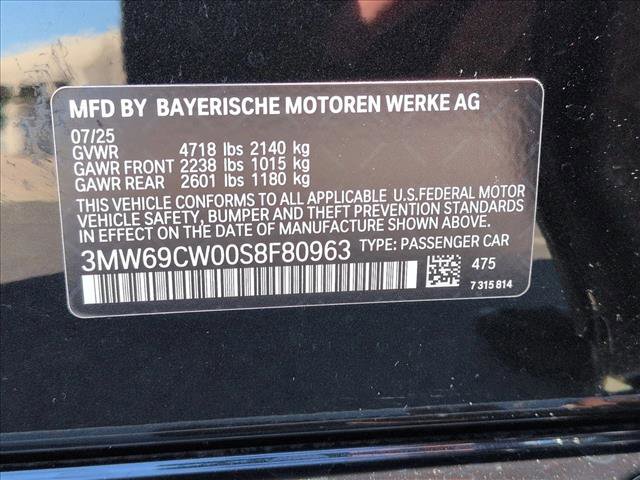 MFD BY BAYERISCHE MOTOREN WERKE AG
07/25
GVWR 4718 lbs 2140 kg
GAWR FRONT 2238 lbs 1015 kg
GAWR REAR 2601 lbs 1180 kg
THIS VEHICLE CONFORMS TO ALL APPLICABLE U.S.FEDERAL MOTOR
VEHICLE SAFETY, BUMPER AND THEFT PREVENTION STANDARDS
IN EFFECT ON THE DATE OF MANUFACTURE SHOWN ABOVE.
3MW69CW00S8F80963 TYPE: PASSENGER CAR
475
7 315 814